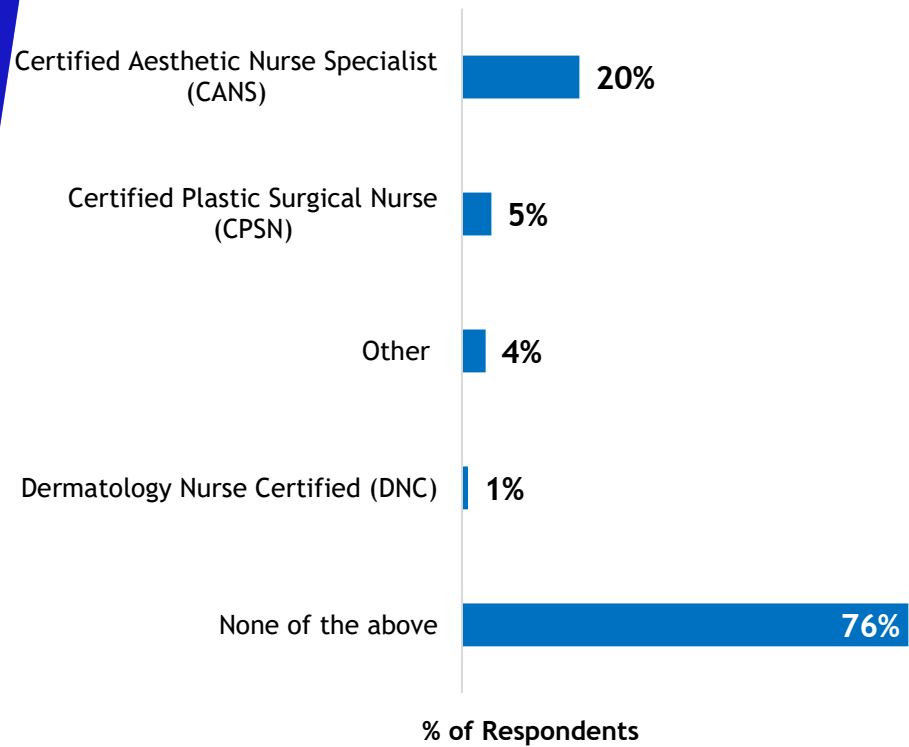 Certified Aesthetic Nurse Specialist
(CANS)
20%
Certified Plastic Surgical Nurse
(CPSN)
5%
Other
4%
Dermatology Nurse Certified (DNC)
1%
None of the above
76%
% of Respondents